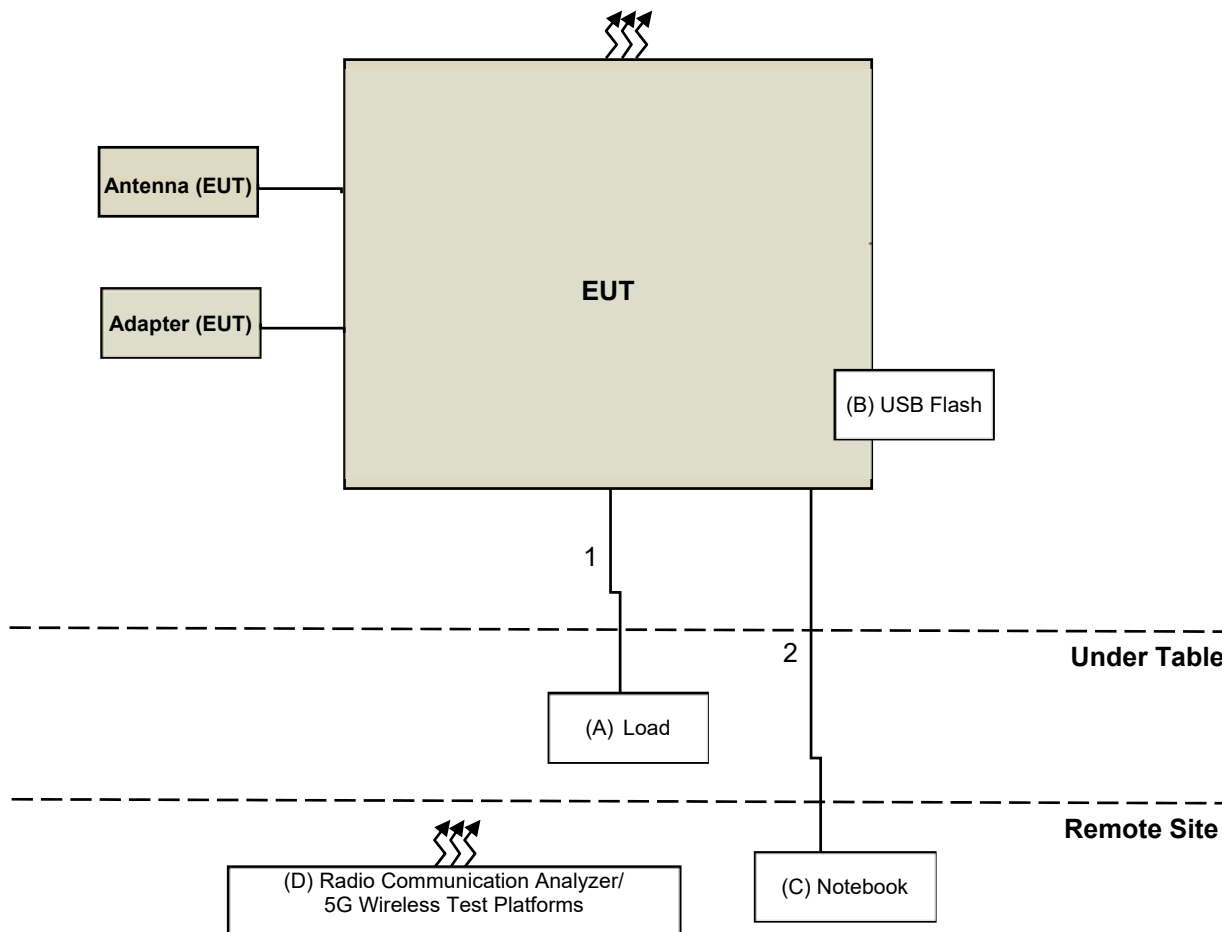 Antenna (EUT)
Adapter (EUT)
EUT
(B) USB Flash
1
2
Under Table
(A) Load
Remote Site
(D) Radio Communication Analyzer/
5G Wireless Test Platforms
(C) Notebook